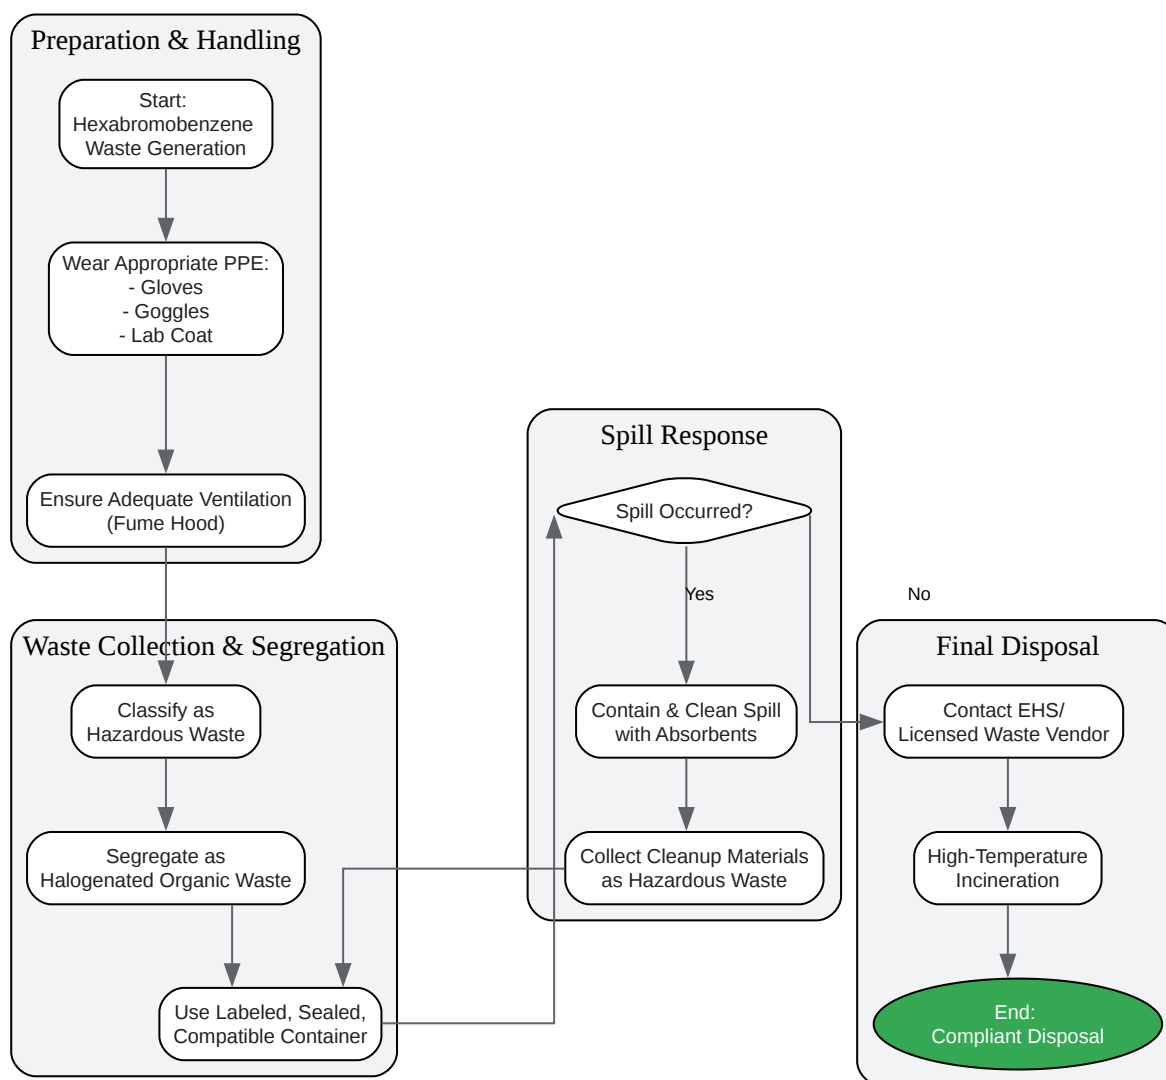 Preparation & Handling
Start:
Hexabromobenzene
Waste Generation
Wear Appropriate PPE:
- Gloves
- Goggles
- Lab Coat
Ensure Adequate Ventilation
(Fume Hood)
Waste Collection & Segregation
Classify as
Hazardous Waste
Segregate as
Halogenated Organic Waste
Use Labeled, Sealed,
Compatible Container
Spill Response
Spill Occurred?
Yes
No
Contain & Clean Spill
with Absorbents
Collect Cleanup Materials
as Hazardous Waste
Final Disposal
Contact EHS/
Licensed Waste Vendor
High-Temperature
Incineration
End:
Compliant Disposal